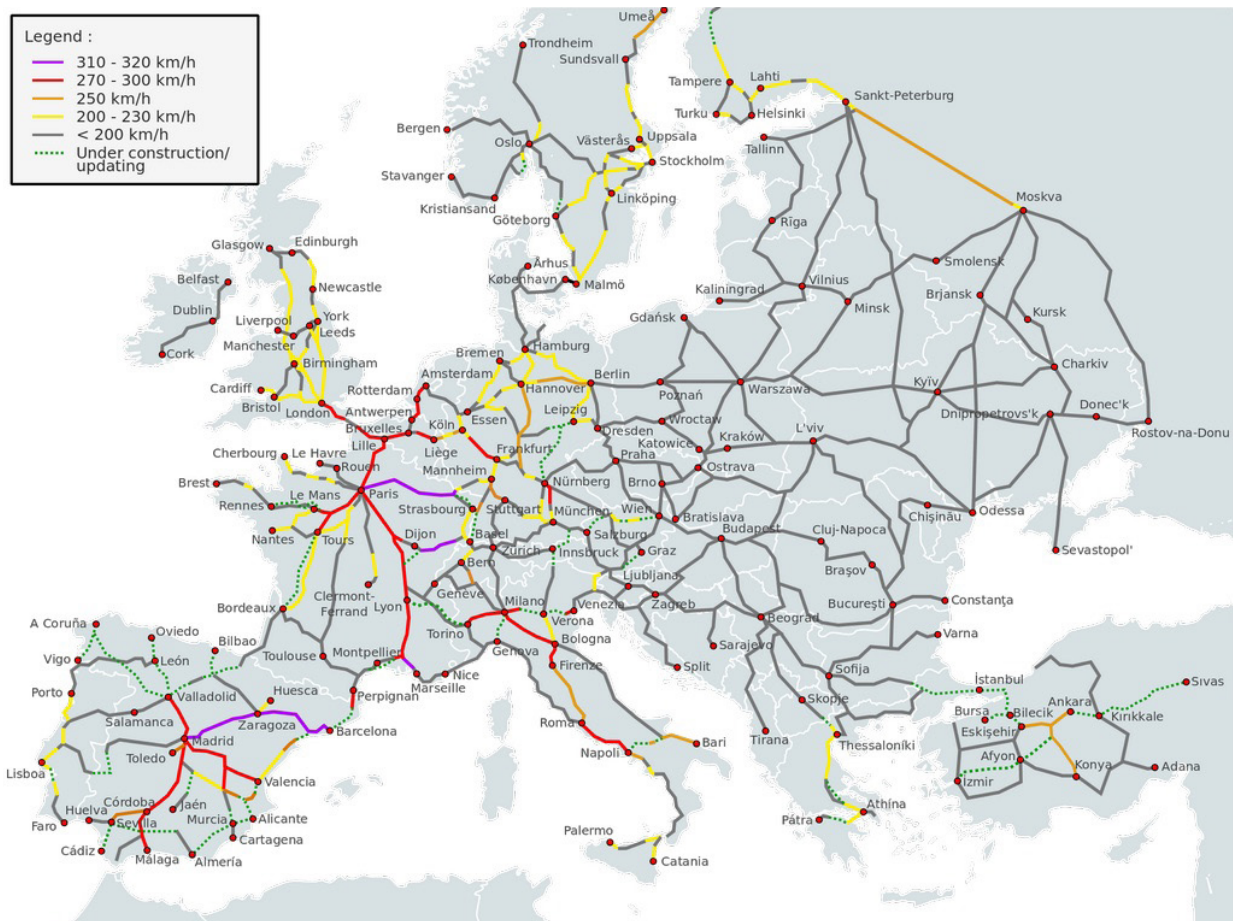 Legend :
310 - 320 km/h
270 - 300 km/h
250 km/h
200 - 230 km/h
< 200 km/h
Under construction/
updating
Umeå
Trondheim
Sundsvall
Tampere
Lahti
Sankt-Peterburg
Turku
Helsinki
Bergen
Oslo
Västerås
Uppsala
Tallinn
Stockholm
Stavanger
Linköping
Kristiansand
Göteborg
Moskva
Rīga
Glasgow
Edinburgh
Belfast
Århus
København
Malmö
Smolensk
Newcastle
Kaliningrad
Vilnius
Minsk
Brjansk
Dublin
Liverpool
York
Leeds
Gdańsk
Kursk
Manchester
Cork
Birmingham
Bremen
Hamburg
Charkiv
Cardiff
Rotterdam
Amsterdam
Hannover
Berlin
Poznań
Warszawa
Kyïv
Bristol
London
Antwerpen
Essen
Leipzig
Dnipropetrovs'k
Donec'k
Bruxelles
Köln
Dresden
Wroctaw
Rostov-na-Donu
Lille
Liège
Frankfurt
Katowice
Kraków
L'viv
Cherbourg
Le Havre
Rouen
Mannheim
Praha
Ostrava
Brest
Le Mans
Paris
Nürnberg
Brno
Rennes
Strasbourg
Stuttgart
München
Wien
Bratislava
Chişinău
Odessa
Nantes
Tours
Dijon
Basel
Zürich
Innsbruck
Salzburg
Graz
Budapest
Cluj-Napoca
Sevastopol'
Bern
Ljubljana
Braşov
Clermont-
Ferrand
Genève
Lyon
Milano
Venezia
Zagreb
Bucureşti
Constanţa
Bordeaux
Torino
Verona
Beograd
A Coruña
Oviedo
Bilbao
Bologna
Varna
Vigo
León
Toulouse
Montpellier
Genova
Firenze
Sarajevo
Split
Sofija
Marseille
Nice
Porto
Valladolid
Huesca
Perpignan
Skopje
İstanbul
Sıvas
Salamanca
Zaragoza
Barcelona
Roma
Tirana
Thessaloníki
Bursa
Bilecik
Ankara
Kırıkkale
Eskişehir
Madrid
Toledo
Napoli
Bari
Lisboa
Valencia
Afyon
Izmir
Konya
Adana
Huelva
Córdoba
Jaén
Faro
Sevilla
Murcia
Alicante
Athína
Pátra
Cartagena
Palermo
Cádiz
Málaga
Almería
Catania